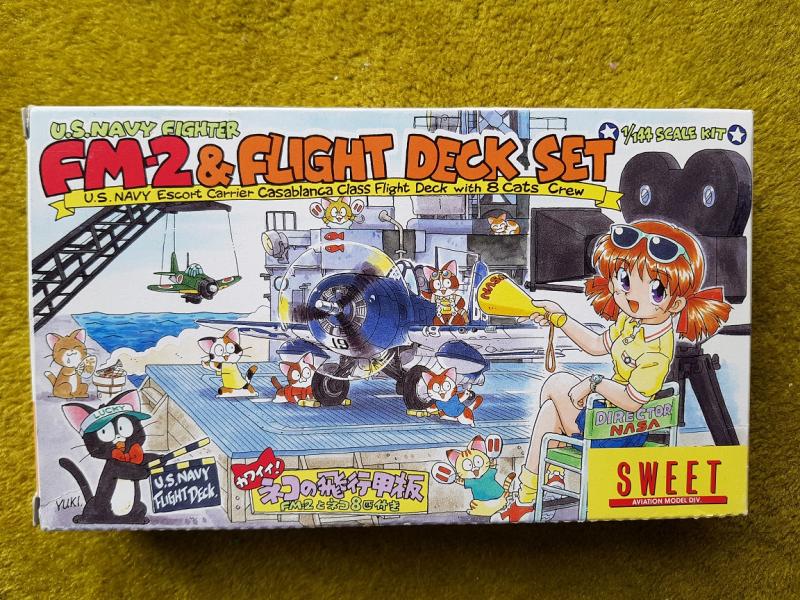 U.S.NAVY FIGHTER
FM-2 & FLIGHT DECK SET
1/144 SCALE KIT
U.S. NAVY Escort Carrier Casablanca Class Flight Deck with 8 Cats Crew
NASA
19
LUCKY
DIRECTOR
NASA
U.S. NAVY
FLIGHT DECK.
カワイイ!
ネコの飛行甲板
FM-2とネコ8匹付き
SWEET
AVIATION MODEL DIV.
YUKI.